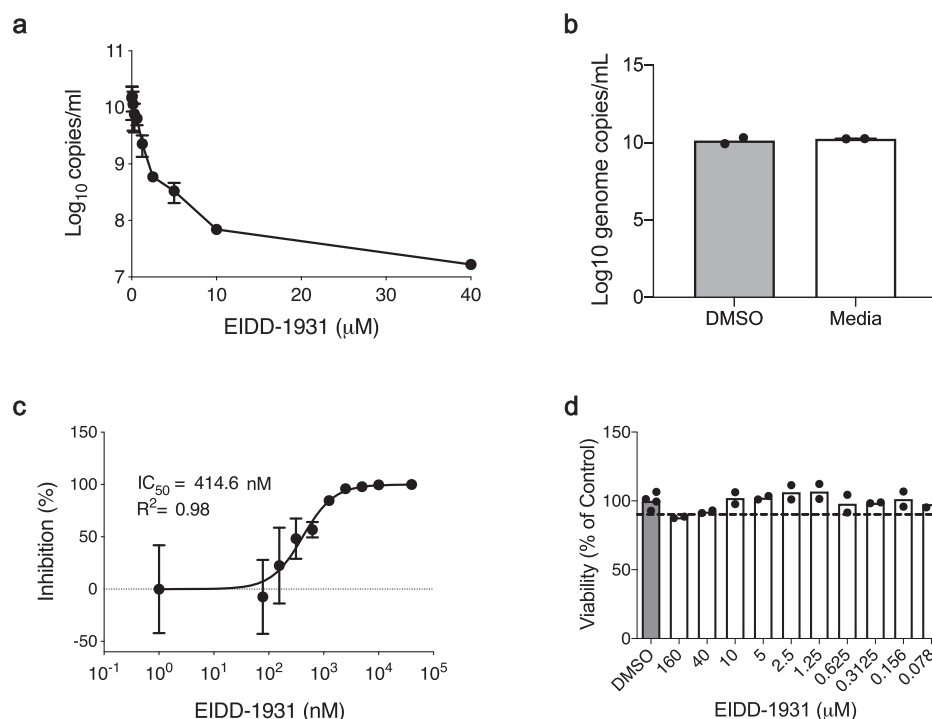 a
11
10
9
8
7
Log10 copies/ml
0
10
20
30
40
EIDD-1931 (μM)
b
15
10
5
0
Log10 genome copies/mL
DMSO
Media
c
150
100
50
0
-50
Inhibition (%)
IC50 = 414.6 nM
R2= 0.98
10-1
100
101
102
103
104
105
EIDD-1931 (nM)
d
150
100
50
0
Viability (% of Control)
DMSO
160
40
10
5
2.5
1.25
0.625
0.3125
0.156
0.078
EIDD-1931 (μM)